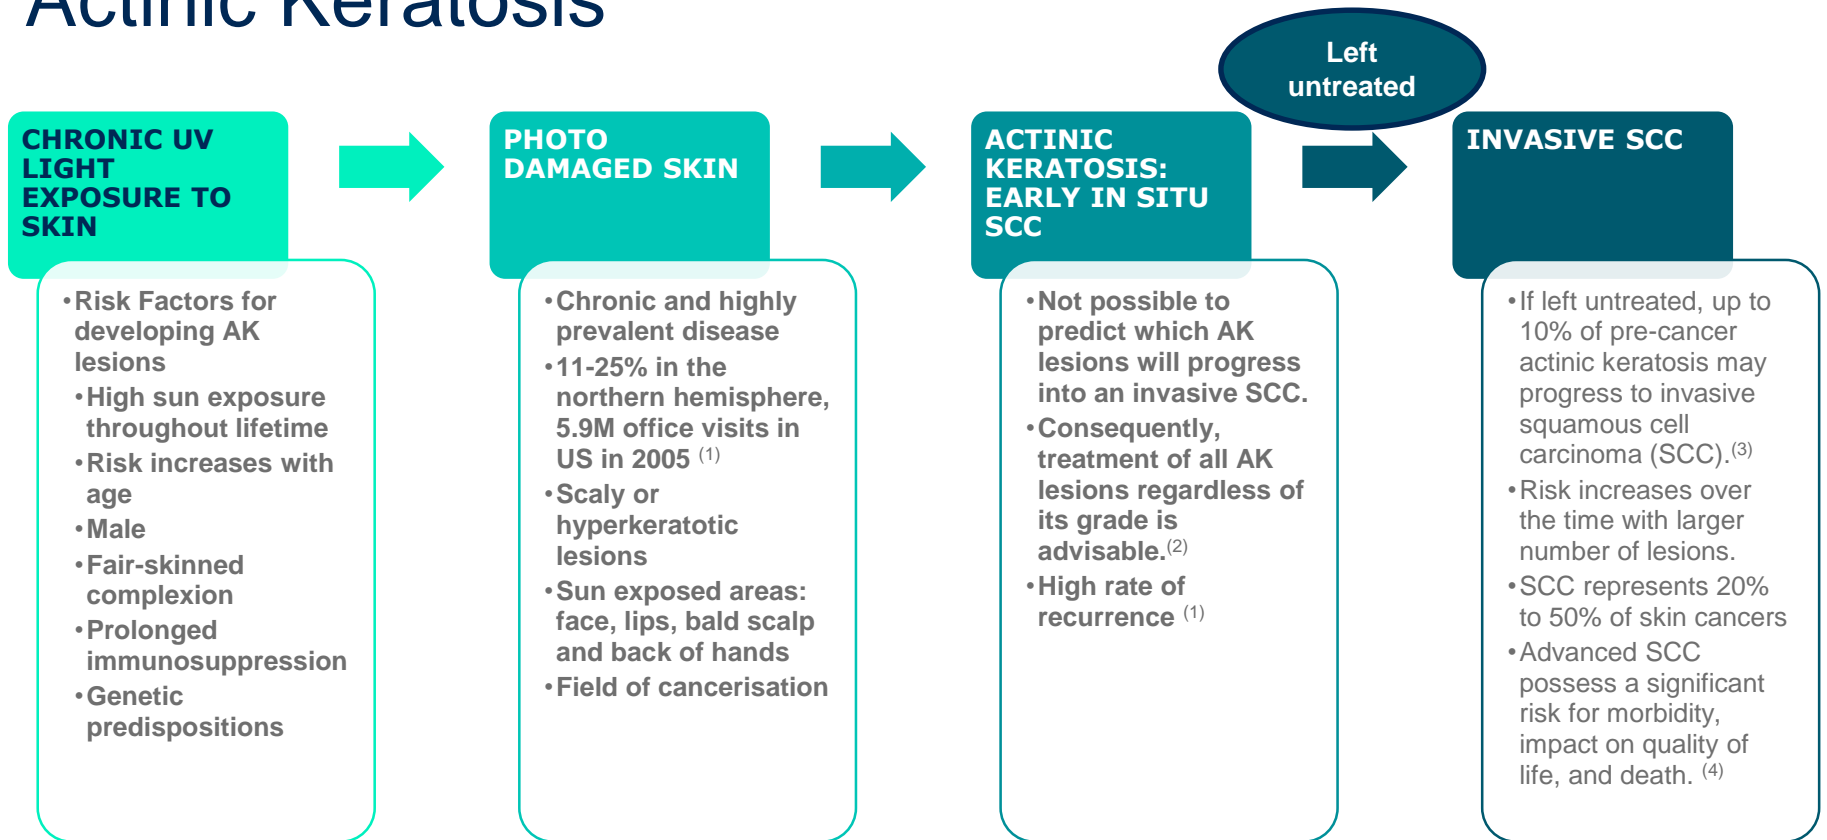 Actinic Keratosis
Left
untreated
CHRONIC UV
LIGHT
EXPOSURE TO
SKIN
•Risk Factors for
developing AK
lesions
•High sun exposure
throughout lifetime
•Risk increases with
age
•Male
•Fair-skinned
complexion
•Prolonged
immunosuppression
•Genetic
predispositions
PHOTO
DAMAGED SKIN
•Chronic and highly
prevalent disease
•11-25% in the
northern hemisphere,
5.9M office visits in
US in 2005 (1)
•Scaly or
hyperkeratotic
lesions
•Sun exposed areas:
face, lips, bald scalp
and back of hands
•Field of cancerisation
ACTINIC
KERATOSIS:
EARLY IN SITU
SCC
•Not possible to
predict which AK
lesions will progress
into an invasive SCC.
•Consequently,
treatment of all AK
lesions regardless of
its grade is
advisable.(2)
•High rate of
recurrence (1)
INVASIVE SCC
•If left untreated, up to
10% of pre-cancer
actinic keratosis may
progress to invasive
squamous cell
carcinoma (SCC).(3)
•Risk increases over
the time with larger
number of lesions.
•SCC represents 20%
to 50% of skin cancers
•Advanced SCC
possess a significant
risk for morbidity,
impact on quality of
life, and death. (4)